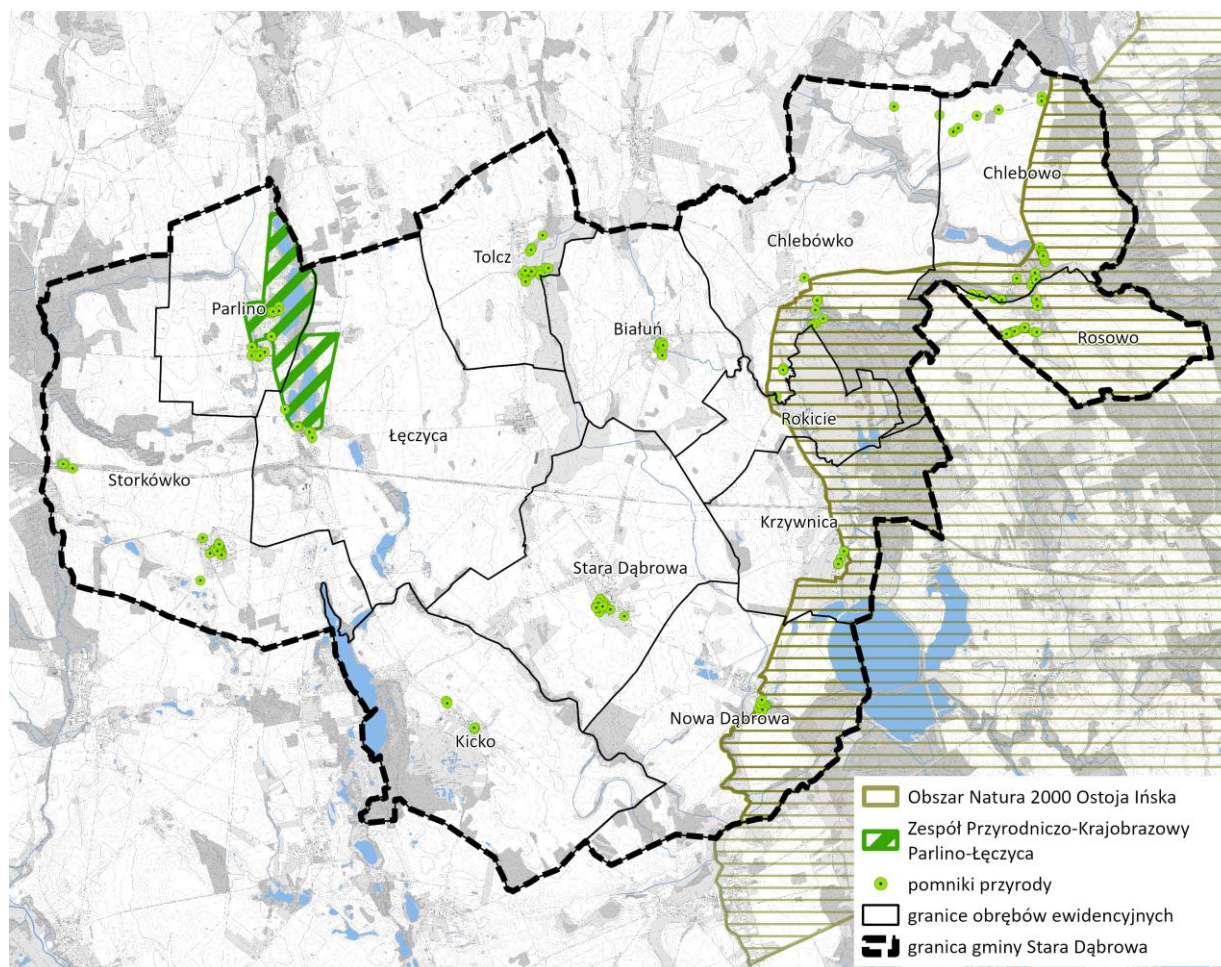 Chlebowo
Chlebówko
Tolcz
Parlino
Białuń
Rosowo
Rokicie
Łęczyca
Storkówko
Krzywnica
Stara Dąbrowa
Nowa Dąbrowa
Kicko
Obszar Natura 2000 Ostoja Ińska
Zespół Przyrodniczo-Krajobrazowy
Parlino-Łęczyca
pomniki przyrody
granice obrębów ewidencyjnych
granica gminy Stara Dąbrowa